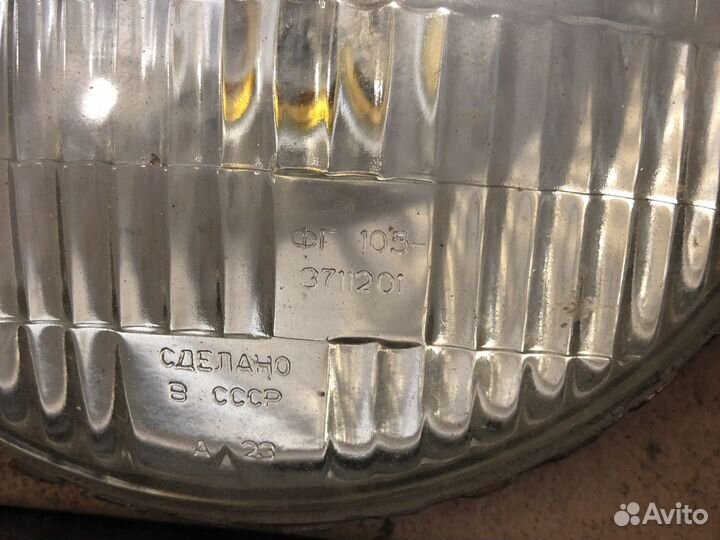 ФГ 105-
3711201
СДЕЛАНО
В СССР
А 23
Avito